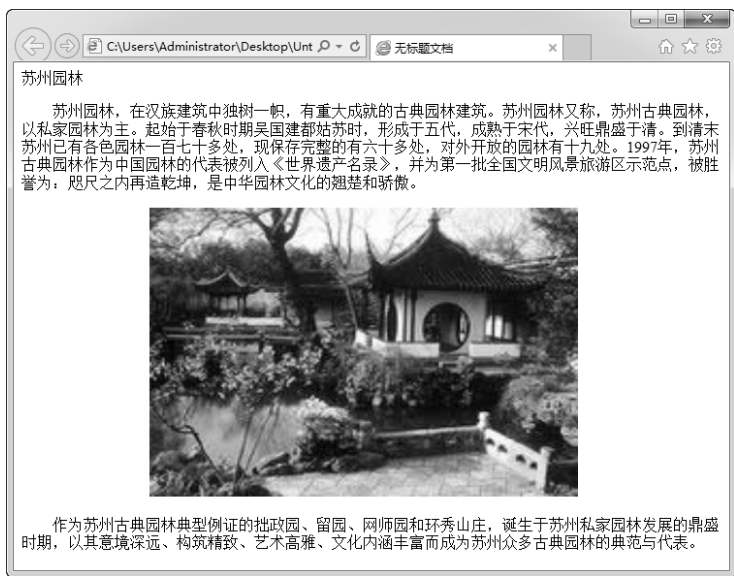 C:\Users\Administrator\Desktop\Unt
无标题文档
苏州园林
苏州园林，在汉族建筑中独树一帜，有重大成就的古典园林建筑。苏州园林又称，苏州古典园林，
以私家园林为主。起始于春秋时期吴国建都姑苏时，形成于五代，成熟于宋代，兴旺鼎盛于清。到清末
苏州已有各色园林一百七十多处，现保存完整的有六十多处，对外开放的园林有十九处。1997年，苏州
古典园林作为中国园林的代表被列入《世界遗产名录》，并为第一批全国文明风景旅游区示范点，被胜
誉为：咫尺之内再造乾坤，是中华园林文化的翘楚和骄傲。
作为苏州古典园林典型例证的拙政园、留园、网师园和环秀山庄，诞生于苏州私家园林发展的鼎盛
时期，以其意境深远、构筑精致、艺术高雅、文化内涵丰富而成为苏州众多古典园林的典范与代表。